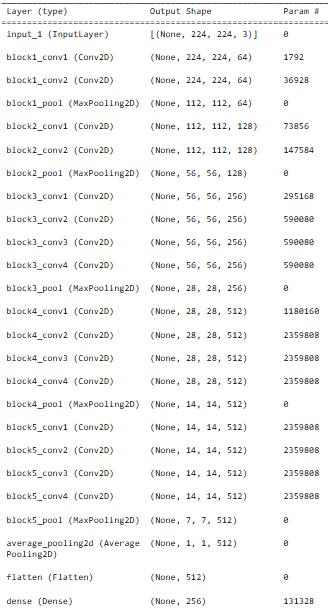 Layer (type) Output Shape Param #
input_1 (InputLayer) [(None, 224, 224, 3)] 0
block1_conv1 (Conv2D) (None, 224, 224, 64) 1792
block1_conv2 (Conv2D) (None, 224, 224, 64) 36928
block1_pool (MaxPooling2D) (None, 112, 112, 64) 0
block2_conv1 (Conv2D) (None, 112, 112, 128) 73856
block2_conv2 (Conv2D) (None, 112, 112, 128) 147584
block2_pool (MaxPooling2D) (None, 56, 56, 128) 0
block3_conv1 (Conv2D) (None, 56, 56, 256) 295168
block3_conv2 (Conv2D) (None, 56, 56, 256) 590080
block3_conv3 (Conv2D) (None, 56, 56, 256) 590080
block3_conv4 (Conv2D) (None, 56, 56, 256) 590080
block3_pool (MaxPooling2D) (None, 28, 28, 256) 0
block4_conv1 (Conv2D) (None, 28, 28, 512) 1180160
block4_conv2 (Conv2D) (None, 28, 28, 512) 2359808
block4_conv3 (Conv2D) (None, 28, 28, 512) 2359808
block4_conv4 (Conv2D) (None, 28, 28, 512) 2359808
block4_pool (MaxPooling2D) (None, 14, 14, 512) 0
block5_conv1 (Conv2D) (None, 14, 14, 512) 2359808
block5_conv2 (Conv2D) (None, 14, 14, 512) 2359808
block5_conv3 (Conv2D) (None, 14, 14, 512) 2359808
block5_conv4 (Conv2D) (None, 14, 14, 512) 2359808
block5_pool (MaxPooling2D) (None, 7, 7, 512) 0
average_pooling2d (Average (None, 1, 1, 512) 0
Pooling2D)
flatten (Flatten) (None, 512) 0
dense (Dense) (None, 256) 131328